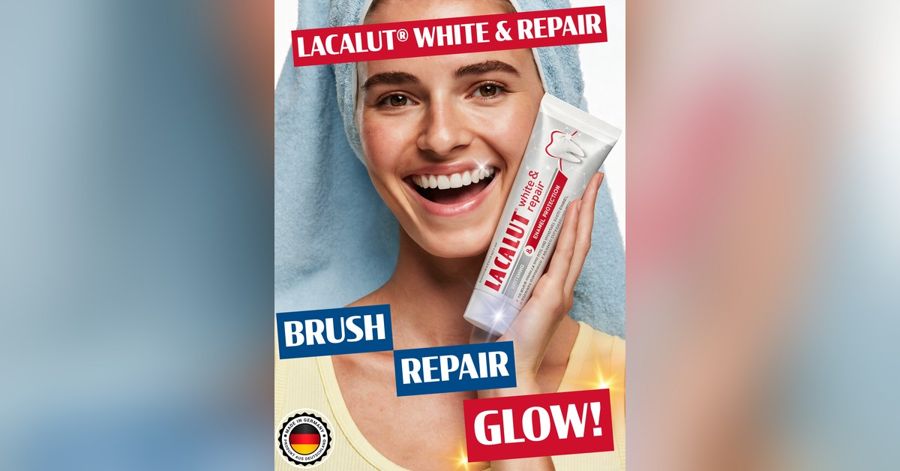 LACALUT® WHITE & REPAIR
LACALUT white &
repair
& ENAMEL PROTECTION
BRUSH
REPAIR
GLOW!
MADE IN GERMANY